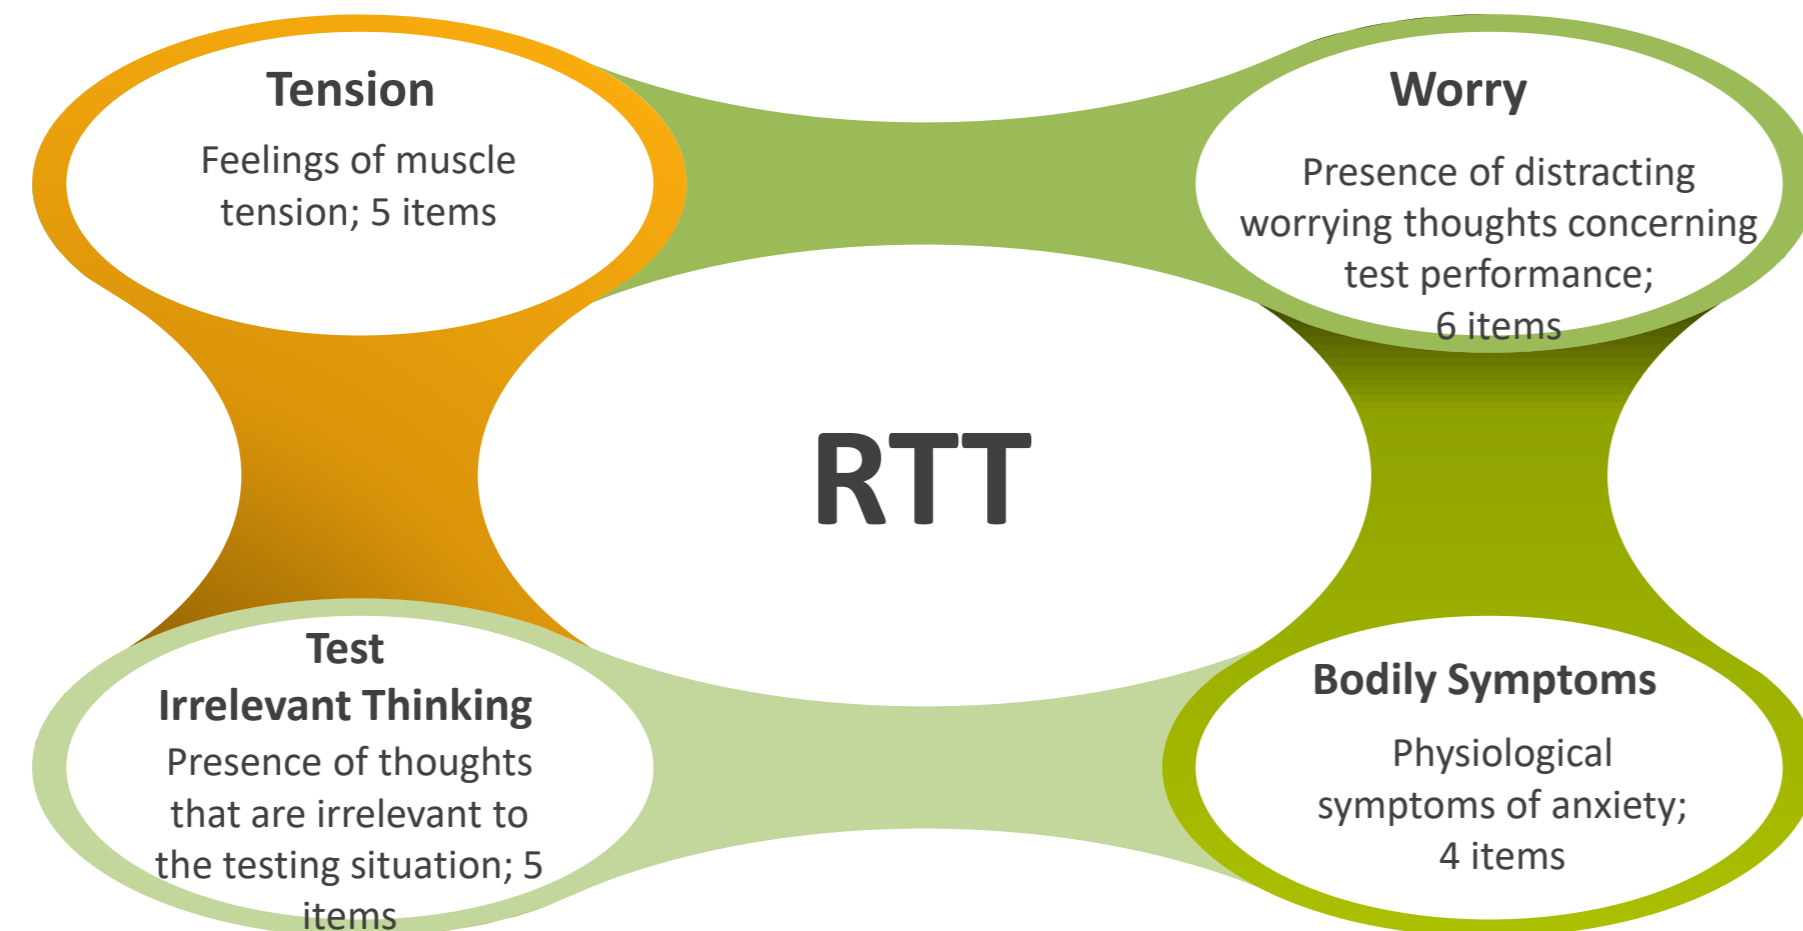 Tension
Feelings of muscle
tension; 5 items
Worry
Presence of distracting
worrying thoughts concerning
test performance;
6 items
RTT
Test
Irrelevant Thinking
Presence of thoughts
that are irrelevant to
the testing situation; 5
items
Bodily Symptoms
Physiological
symptoms of anxiety;
4 items